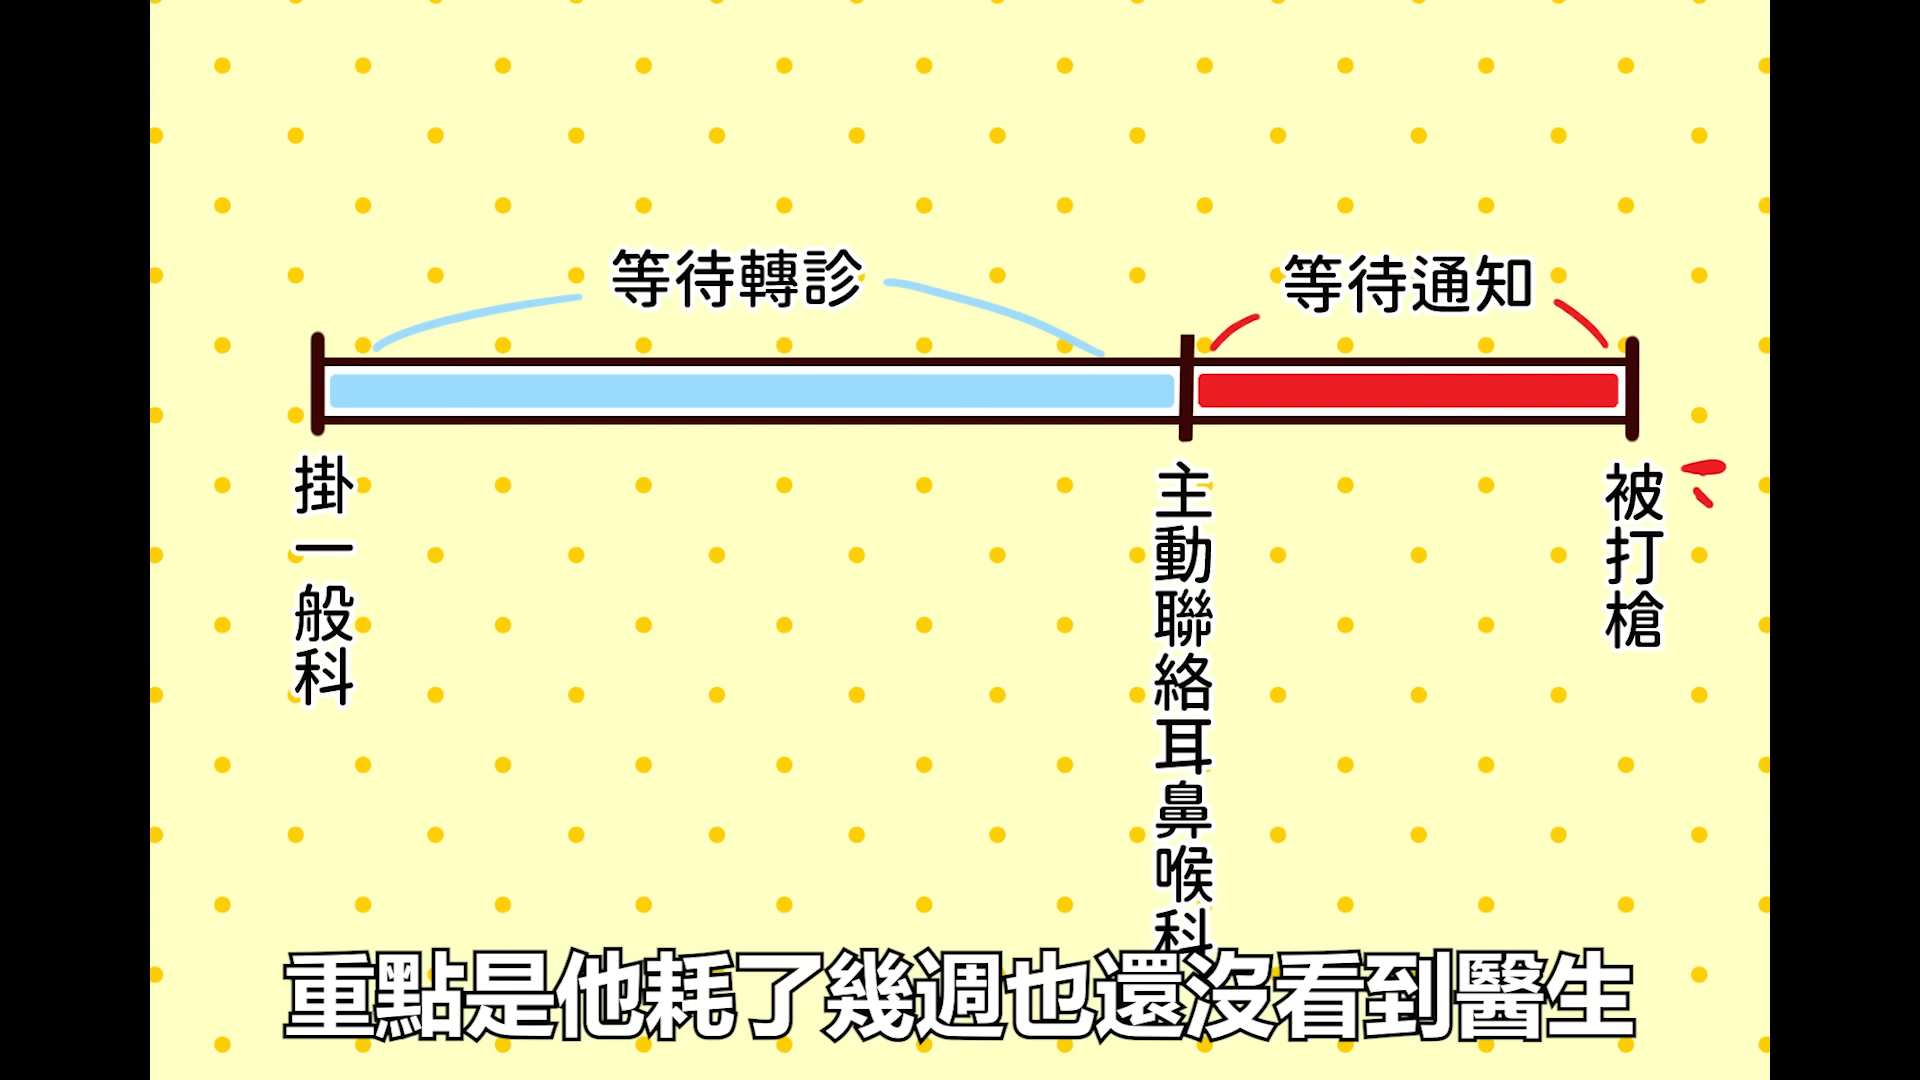 等待轉診
等待通知
掛一般科
主動聯絡耳鼻喉科
被打槍
重點是他耗了幾週也還沒看到醫生